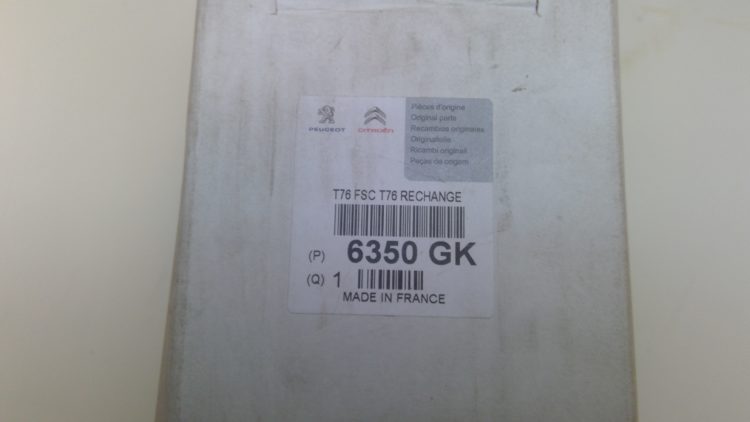 PEUGEOT
CITROËN
Pièces d'origine
Original parts
Recambios originares
Originalteile
Ricambi originali
Peças de origem
T76 FSC T76 RECHANGE
(P) 6350 GK
(Q) 1
MADE IN FRANCE